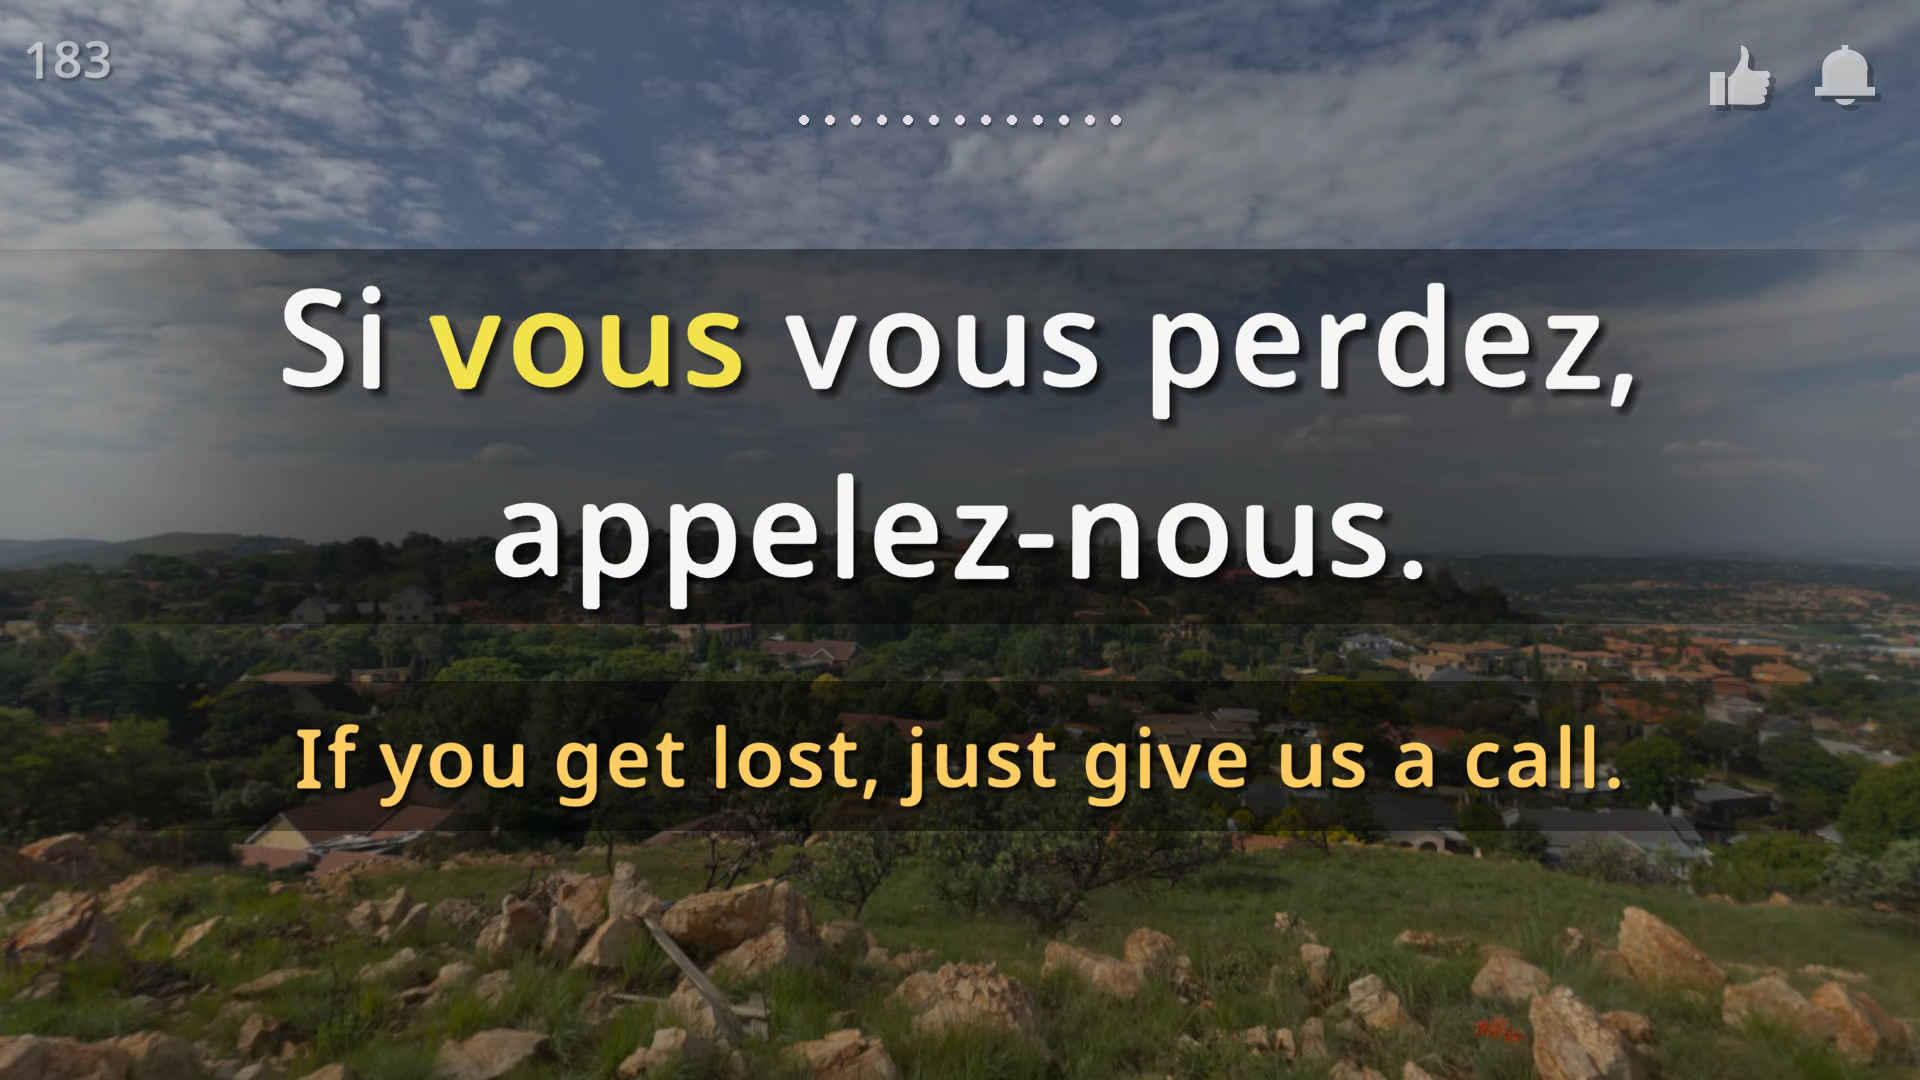 183
Si vous vous perdez,
appelez-nous.
If you get lost, just give us a call.